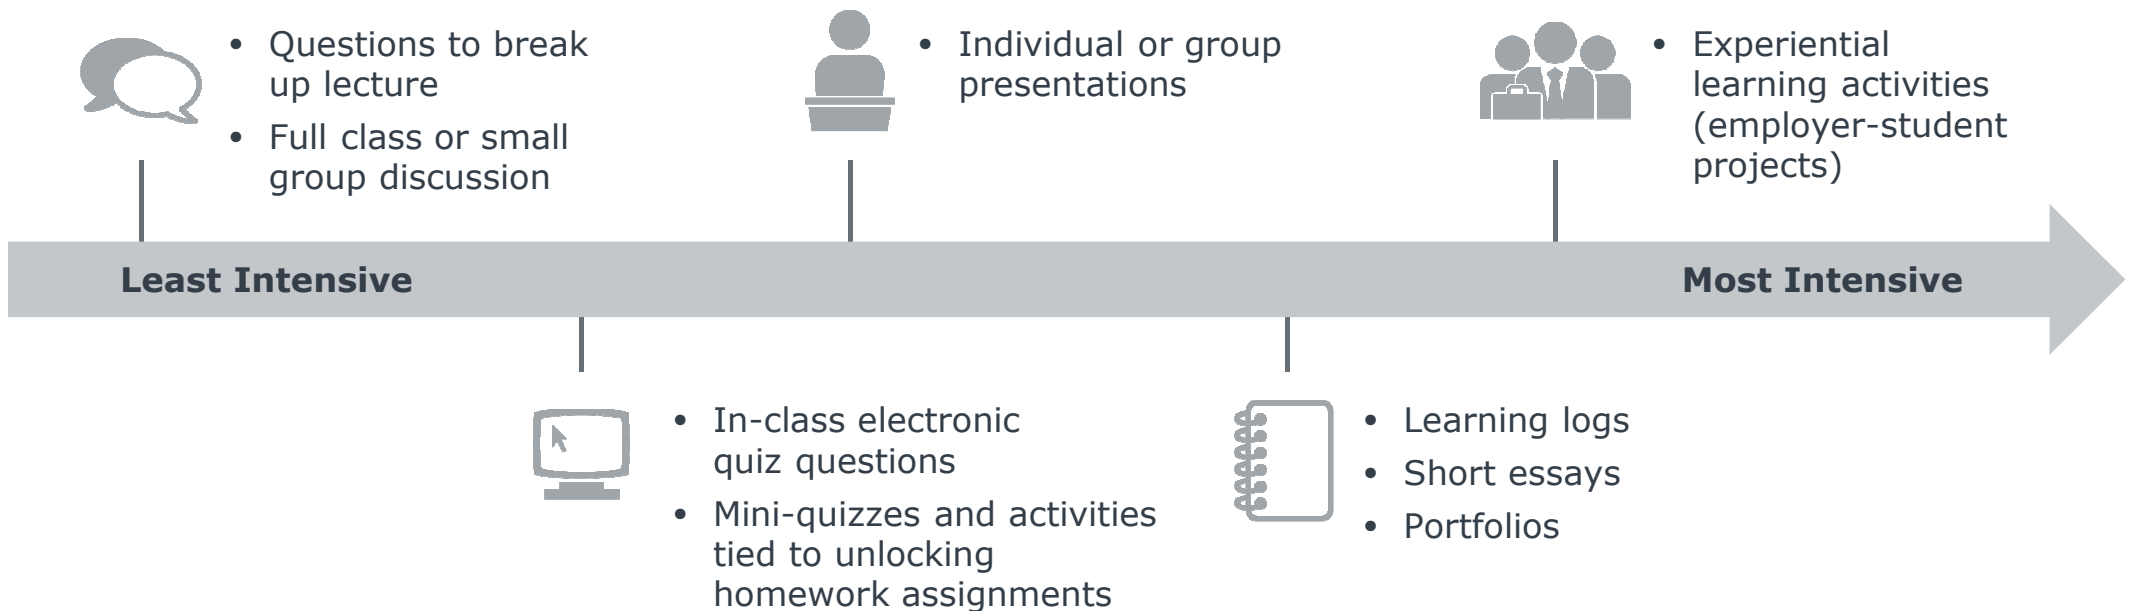 • Questions to break
up lecture
• Full class or small
group discussion
• Individual or group
presentations
• Experiential
learning activities
(employer-student
projects)
Least Intensive
Most Intensive
• In-class electronic
quiz questions
• Mini-quizzes and activities
tied to unlocking
homework assignments
• Learning logs
• Short essays
• Portfolios